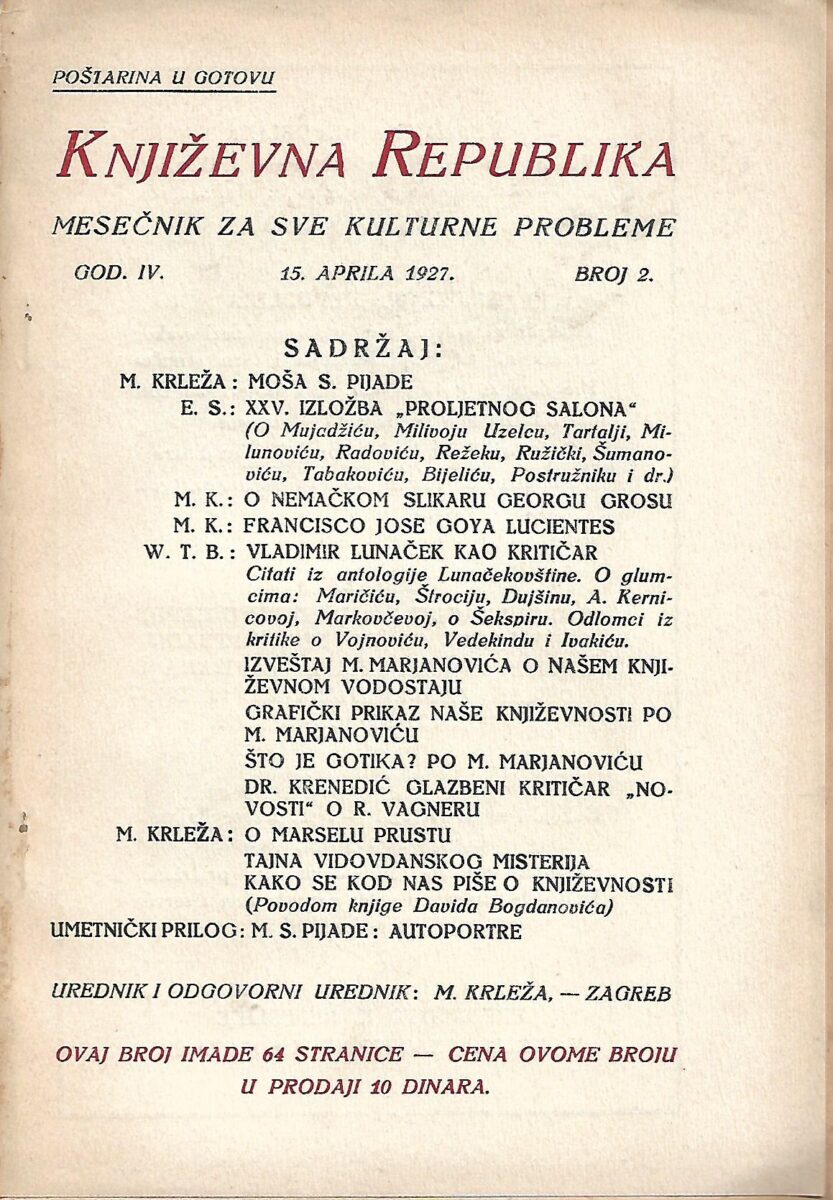 POŠTARINA U GOTOVU
KNJIŽEVNA REPUBLIKA
MESEČNIK ZA SVE KULTURNE PROBLEME
GOD. IV. 15. APRILA 1927. BROJ 2.
SADRŽAJ:
M. KRLEŽA: MOŠA S. PIJADE
E. S.: XXV. IZLOŽBA „PROLJETNOG SALONA“
(O Mujadžiću, Milivoju Uzelcu, Tartalji, Mi-
lunoviću, Radoviću, Režeku, Ružički, Šumano-
viću, Tabakoviću, Bijeliću, Postružniku i dr.)
M. K.: O NEMAČKOM SLIKARU GEORGU GROSU
M. K.: FRANCISCO JOSE GOYA LUCIENTES
W. T. B.: VLADIMIR LUNAČEK KAO KRITIČAR
Citati iz antologije Lunačekovštine. O glum-
cima: Maričiću, Štrociju, Dujšinu, A. Kerni-
covoj, Markovčevoj, o Šekspiru. Odlomci iz
kritike o Vojnoviću, Vedekindu i Ivakiću.
IZVEŠTAJ M. MARJANOVIĆA O NAŠEM KNJI-
ŽEVNOM VODOSTAJU
GRAFIČKI PRIKAZ NAŠE KNJIŽEVNOSTI PO
M. MARJANOVIĆU
ŠTO JE GOTIKA? PO M. MARJANOVIĆU
DR. KRENEDIĆ GLAZBENI KRITIČAR „NO-
VOSTI“ O R. VAGNERU
M. KRLEŽA: O MARSELU PRUSTU
TAJNA VIDOVDANSKOG MISTERIJA
KAKO SE KOD NAS PIŠE O KNJIŽEVNOSTI
(Povodom knjige Davida Bogdanovića)
UMETNIČKI PRILOG: M. S. PIJADE: AUTOPORTRE
UREDNIK I ODGOVORNI UREDNIK: M. KRLEŽA, — ZAGREB
OVAJ BROJ IMADE 64 STRANICE — CENA OVOME BROJU
U PRODAJI 10 DINARA.